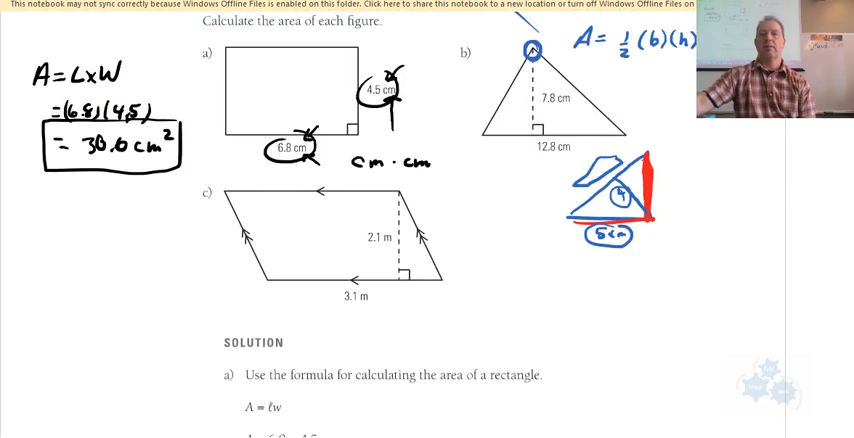 This notebook may not sync correctly because Windows Offline Files is enabled on this folder. Click here to share this notebook to a new location or turn off Windows Offline Files on
Calculate the area of each figure.
a)
4.5 cm
6.8 cm
cm · cm
A = L x W
= (6.8)(4.5)
= 30.6 cm²
b)
7.8 cm
12.8 cm
A = 1/2 (b)(h)
4
5 cm
c)
2.1 m
3.1 m
SOLUTION
a) Use the formula for calculating the area of a rectangle.
A = ℓw